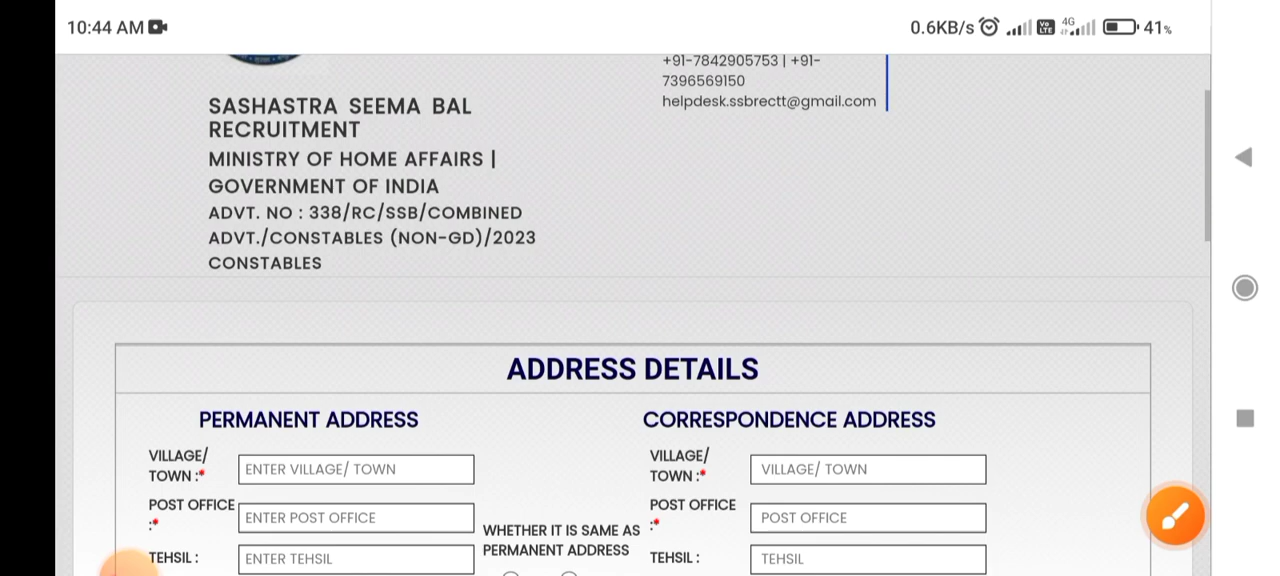 10:44 AM
0.6KB/s 4G 41%
+91-7842905753 | +91-
7396569150
helpdesk.ssbrectt@gmail.com
SASHASTRA SEEMA BAL
RECRUITMENT
MINISTRY OF HOME AFFAIRS |
GOVERNMENT OF INDIA
ADVT. NO : 338/RC/SSB/COMBINED
ADVT./CONSTABLES (NON-GD)/2023
CONSTABLES
ADDRESS DETAILS
PERMANENT ADDRESS
VILLAGE/
TOWN :*
ENTER VILLAGE/ TOWN
POST OFFICE
:*
ENTER POST OFFICE
TEHSIL :
ENTER TEHSIL
WHETHER IT IS SAME AS
PERMANENT ADDRESS
CORRESPONDENCE ADDRESS
VILLAGE/
TOWN :*
VILLAGE/ TOWN
POST OFFICE
:*
POST OFFICE
TEHSIL :
TEHSIL